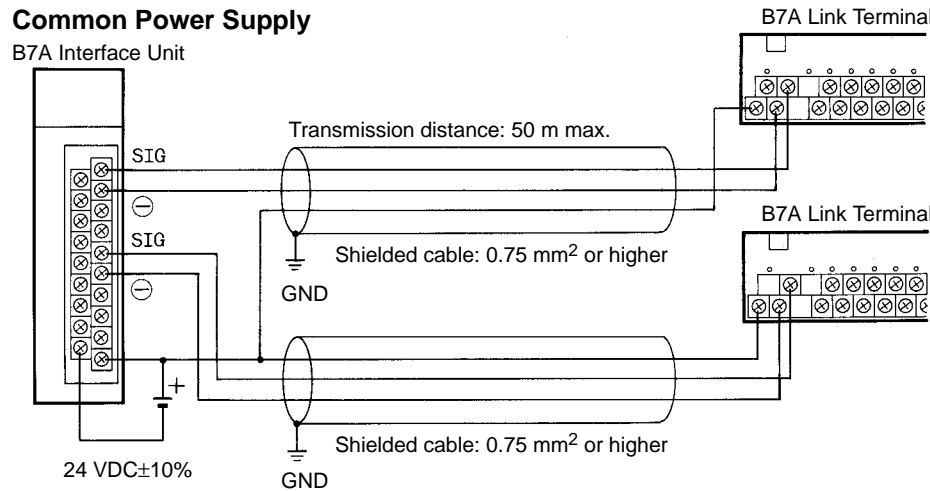 Common Power Supply
B7A Interface Unit
B7A Link Terminal
Transmission distance: 50 m max.
SIG
⊖
SIG
⊖
Shielded cable: 0.75 mm² or higher
GND
B7A Link Terminal
+
24 VDC±10%
Shielded cable: 0.75 mm² or higher
GND